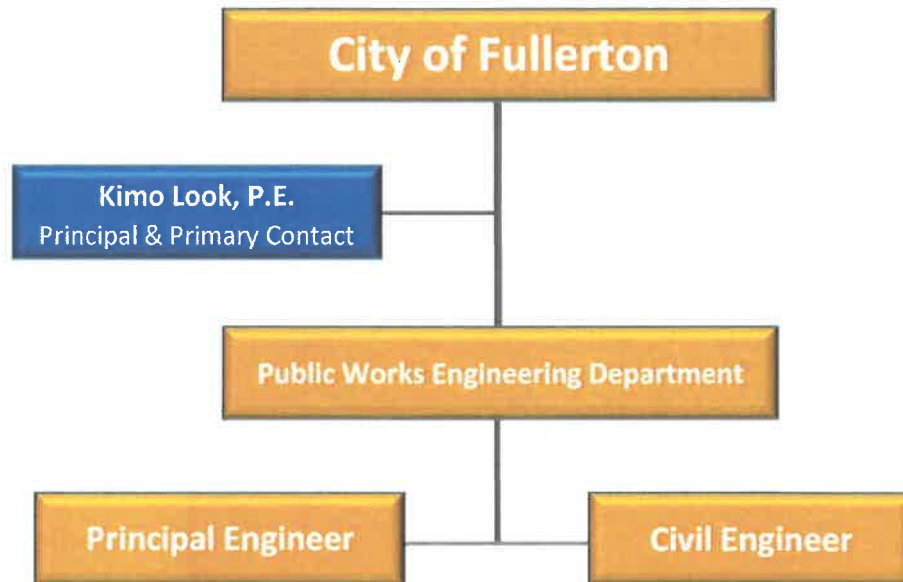 City of Fullerton
Kimo Look, P.E.
Principal & Primary Contact
Public Works Engineering Department
Principal Engineer
Civil Engineer